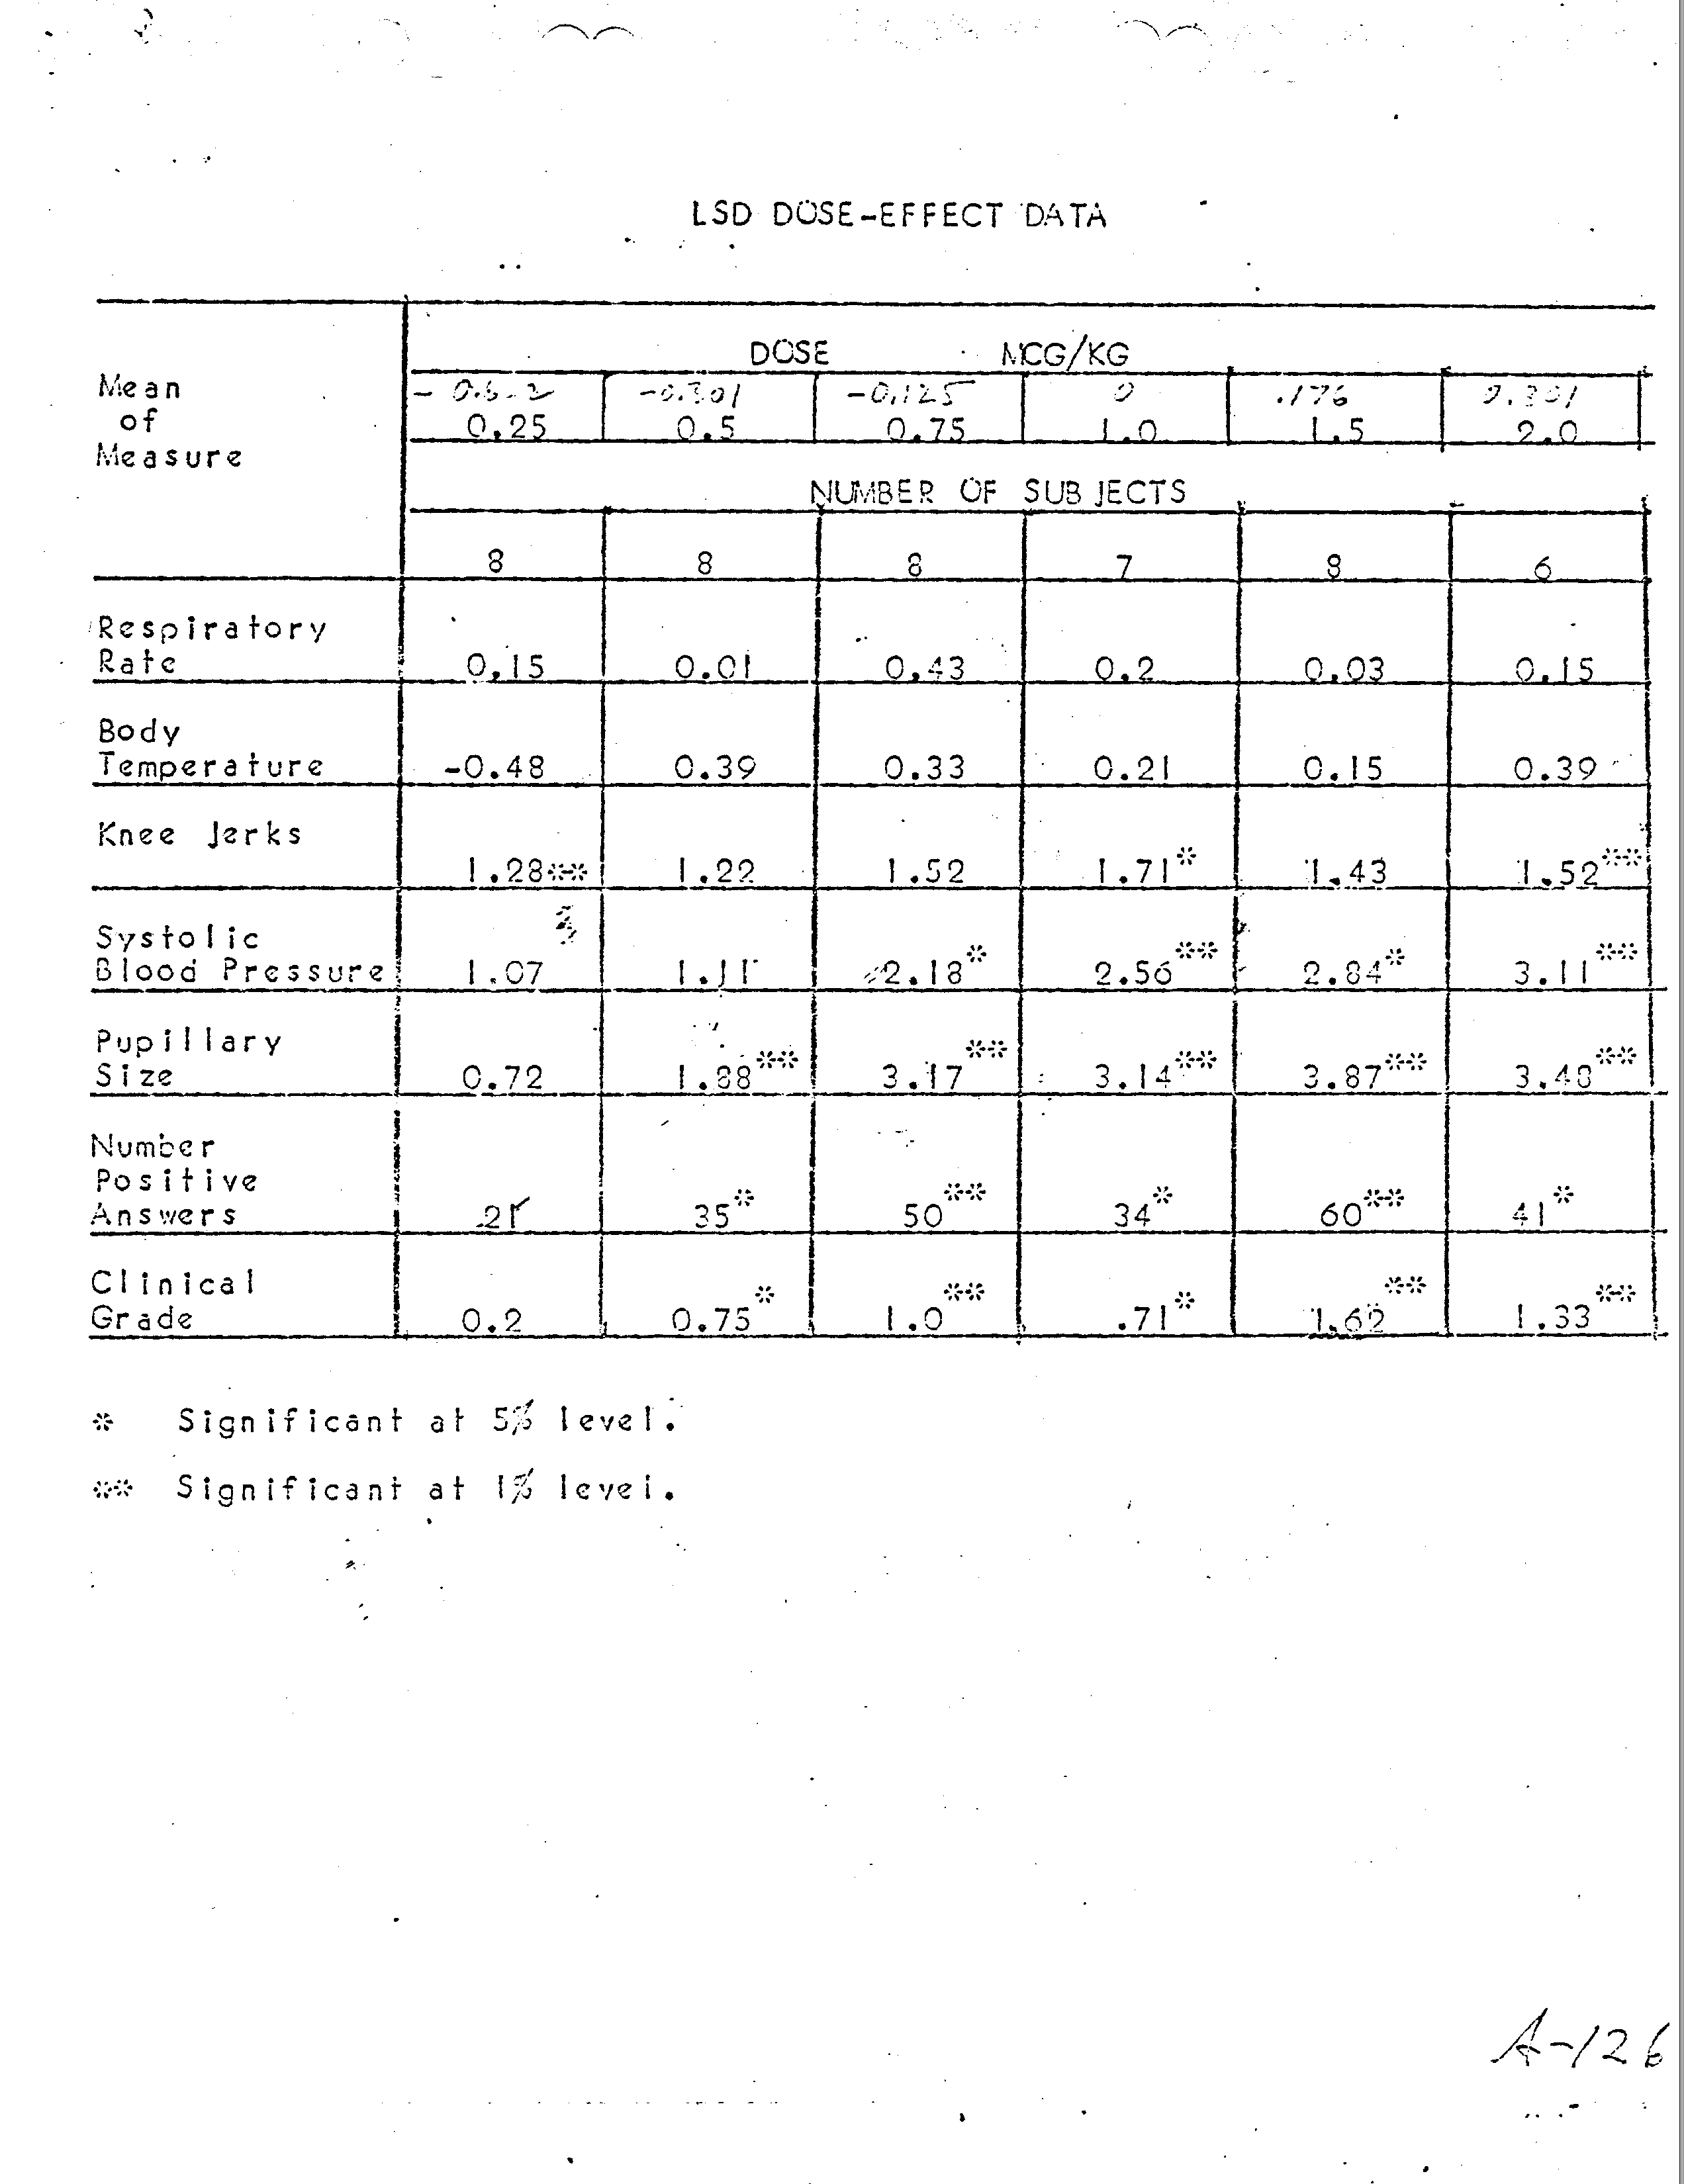 LSD DOSE-EFFECT DATA
DOSE MCG/KG
Mean of Measure
-0.301 -0.125 0 .176 0.301
0.25 0.5 0.75 1.0 1.5 2.0
NUMBER OF SUBJECTS
8 8 8 7 8 6
Respiratory
Rate 0.15 0.01 0.43 0.2 0.03 0.15
Body
Temperature -0.48 0.39 0.33 0.21 0.15 0.39
Knee Jerks
1.28** 1.22 1.52 1.71* 1.43 1.52**
Systolic
Blood Pressure 1.07 1.11 2.18* 2.56** 2.84* 3.11**
Pupillary
Size 0.72 1.88** 3.17** 3.14** 3.87** 3.48**
Number
Positive
Answers 21 35* 50** 34* 60** 41*
Clinical
Grade 0.2 0.75* 1.0** .71* 1.62** 1.33**
* Significant at 5% level.
** Significant at 1% level.
A-126